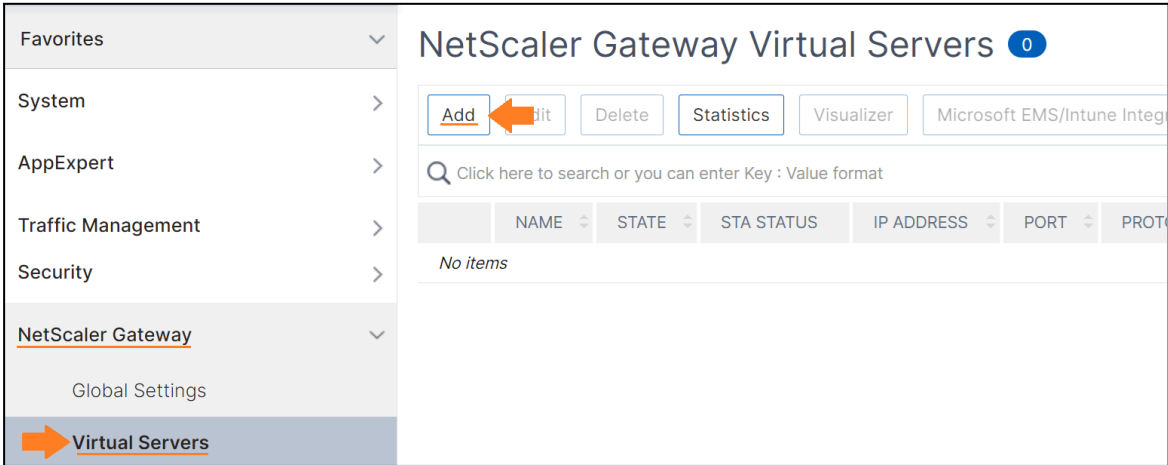 Favorites
System
AppExpert
Traffic Management
Security
NetScaler Gateway
Global Settings
Virtual Servers
NetScaler Gateway Virtual Servers 0
Add dit Delete Statistics Visualizer Microsoft EMS/Intune Integ
Click here to search or you can enter Key : Value format
NAME STATE STA STATUS IP ADDRESS PORT PROTO
No items